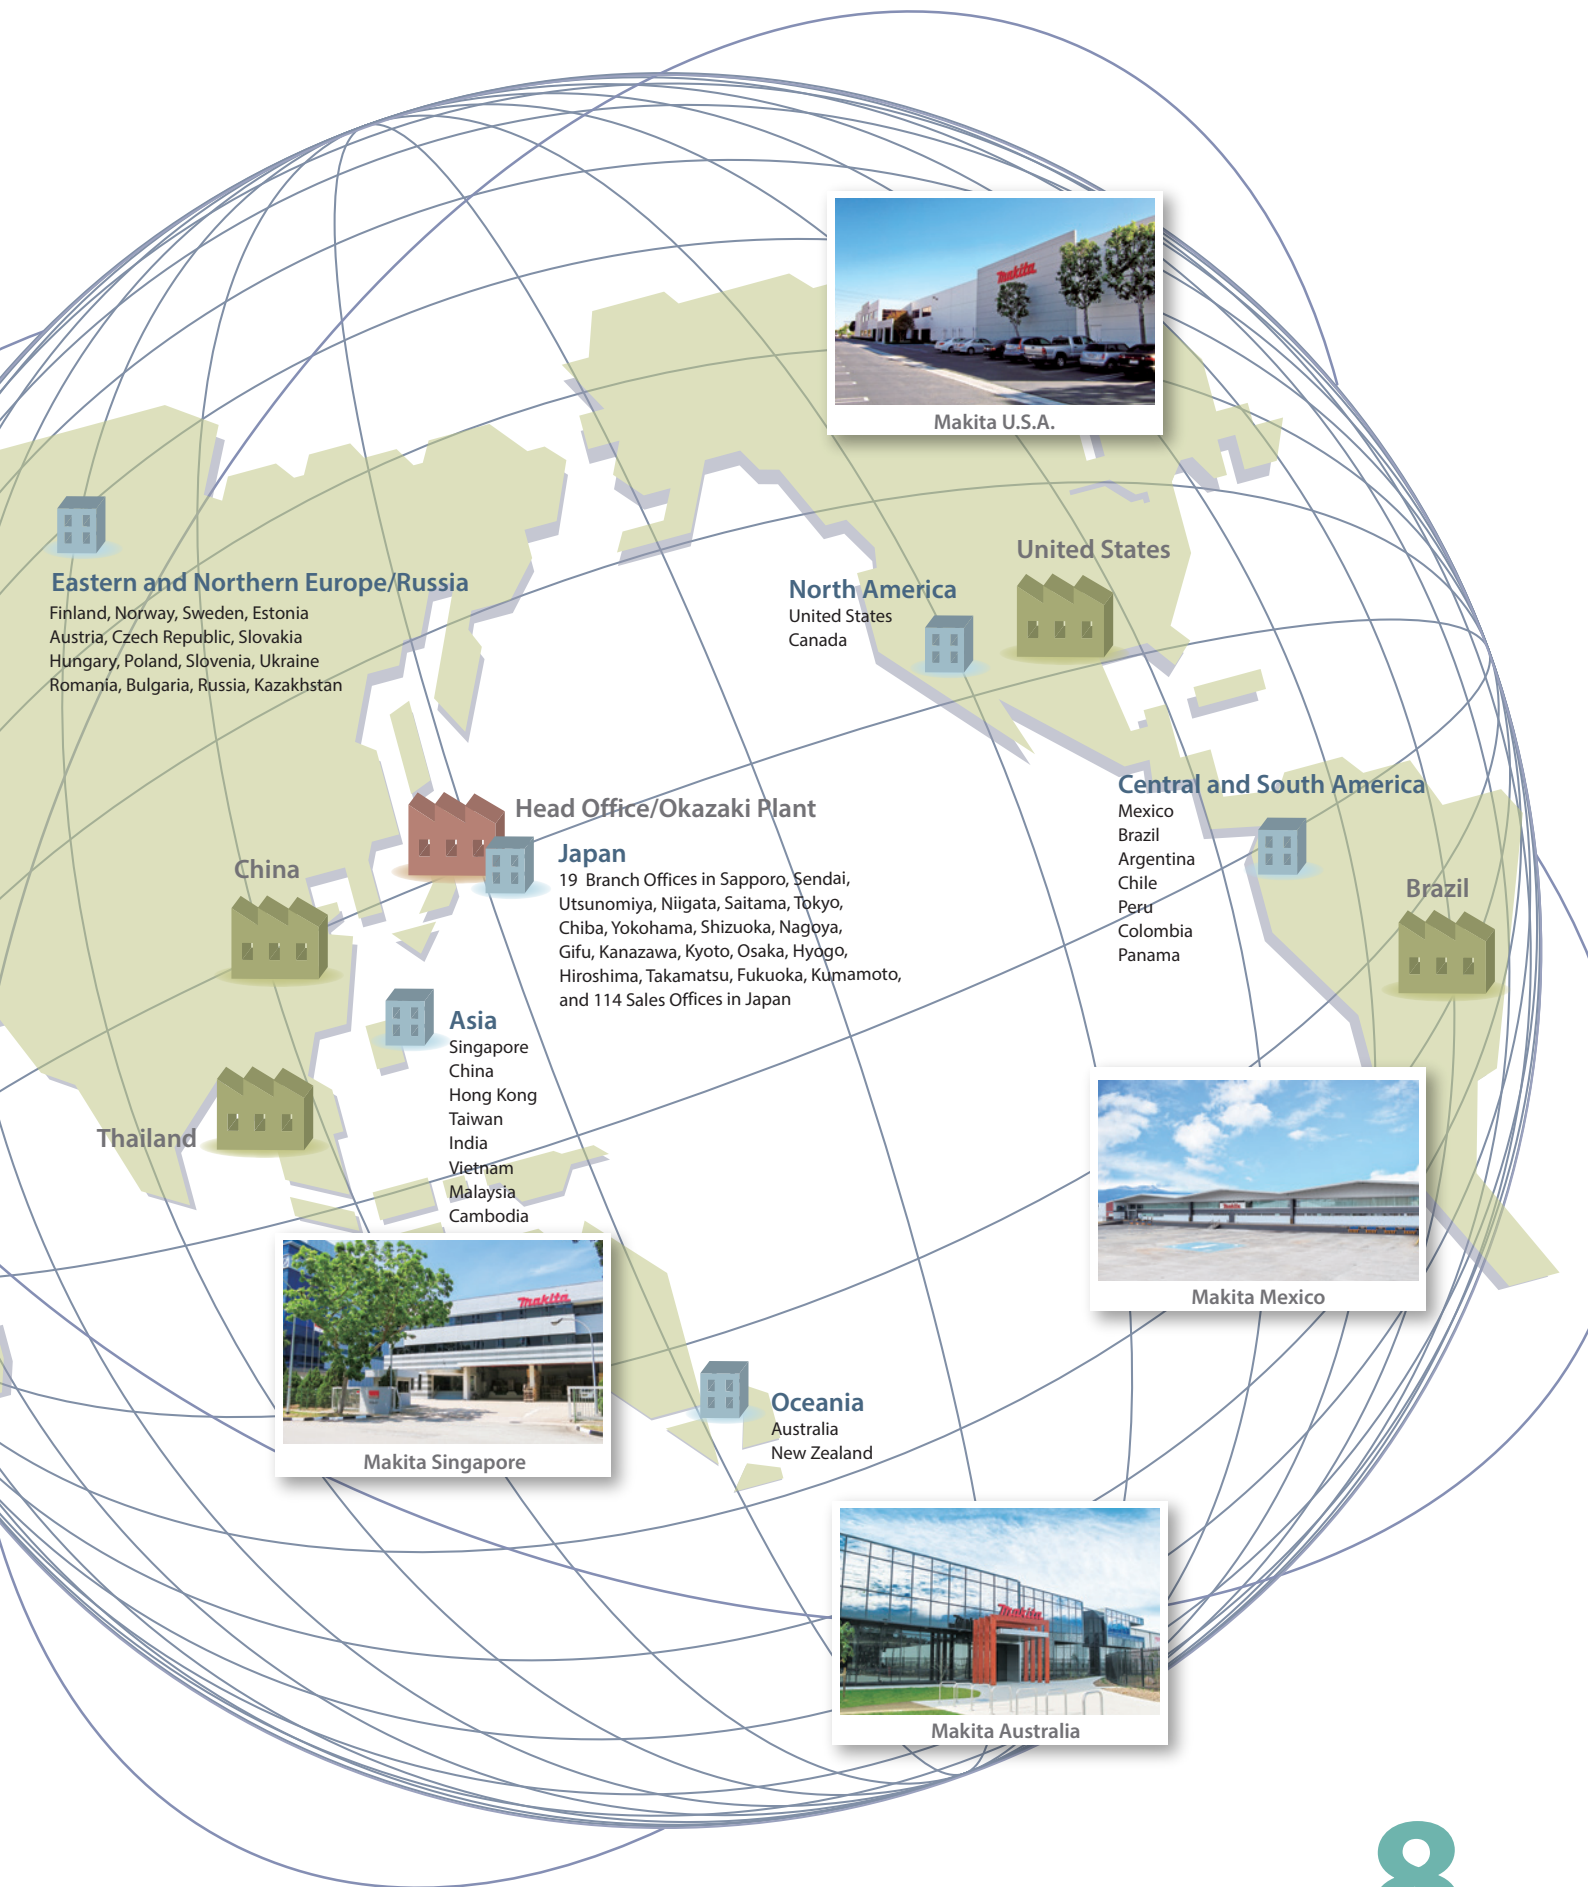 Makita
Makita U.S.A.
United States
Eastern and Northern Europe/Russia
Finland, Norway, Sweden, Estonia
Austria, Czech Republic, Slovakia
Hungary, Poland, Slovenia, Ukraine
Romania, Bulgaria, Russia, Kazakhstan
North America
United States
Canada
Central and South America
Mexico
Brazil
Argentina
Chile
Peru
Colombia
Panama
Head Office/Okazaki Plant
Japan
19 Branch Offices in Sapporo, Sendai,
Utsunomiya, Niigata, Saitama, Tokyo,
Chiba, Yokohama, Shizuoka, Nagoya,
Gifu, Kanazawa, Kyoto, Osaka, Hyogo,
Hiroshima, Takamatsu, Fukuoka, Kumamoto,
and 114 Sales Offices in Japan
China
Brazil
Asia
Singapore
China
Hong Kong
Taiwan
India
Vietnam
Malaysia
Cambodia
Thailand
Makita
Makita Mexico
Makita
Makita Singapore
Oceania
Australia
New Zealand
Makita
Makita Australia
8